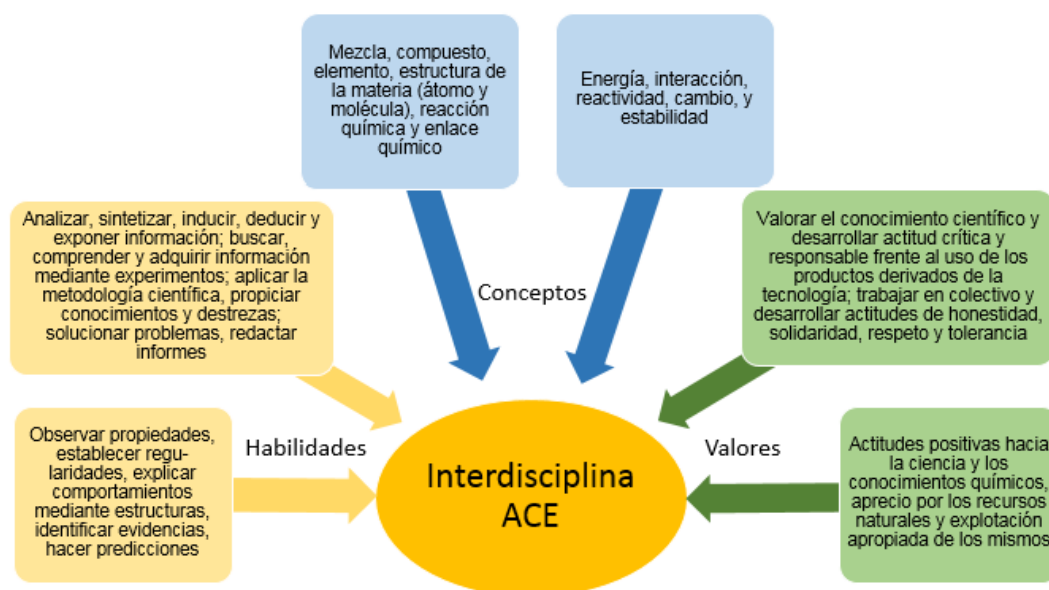 Mezcla, compuesto,
elemento, estructura de
la materia (átomo y
molécula), reacción
química y enlace
químico
Energía, interacción,
reactividad, cambio, y
estabilidad
Analizar, sintetizar, inducir, deducir y
exponer información; buscar,
comprender y adquirir información
mediante experimentos; aplicar la
metodología científica, propiciar
conocimientos y destrezas;
solucionar problemas, redactar
informes
Conceptos
Valorar el conocimiento científico y
desarrollar actitud crítica y
responsable frente al uso de los
productos derivados de la
tecnología; trabajar en colectivo y
desarrollar actitudes de honestidad,
solidaridad, respeto y tolerancia
Observar propiedades,
establecer regu-
laridades, explicar
comportamientos
mediante estructuras,
identificar evidencias,
hacer predicciones
Habilidades
Interdisciplina
ACE
Valores
Actitudes positivas hacia
la ciencia y los
conocimientos químicos,
aprecio por los recursos
naturales y explotación
apropiada de los mismos